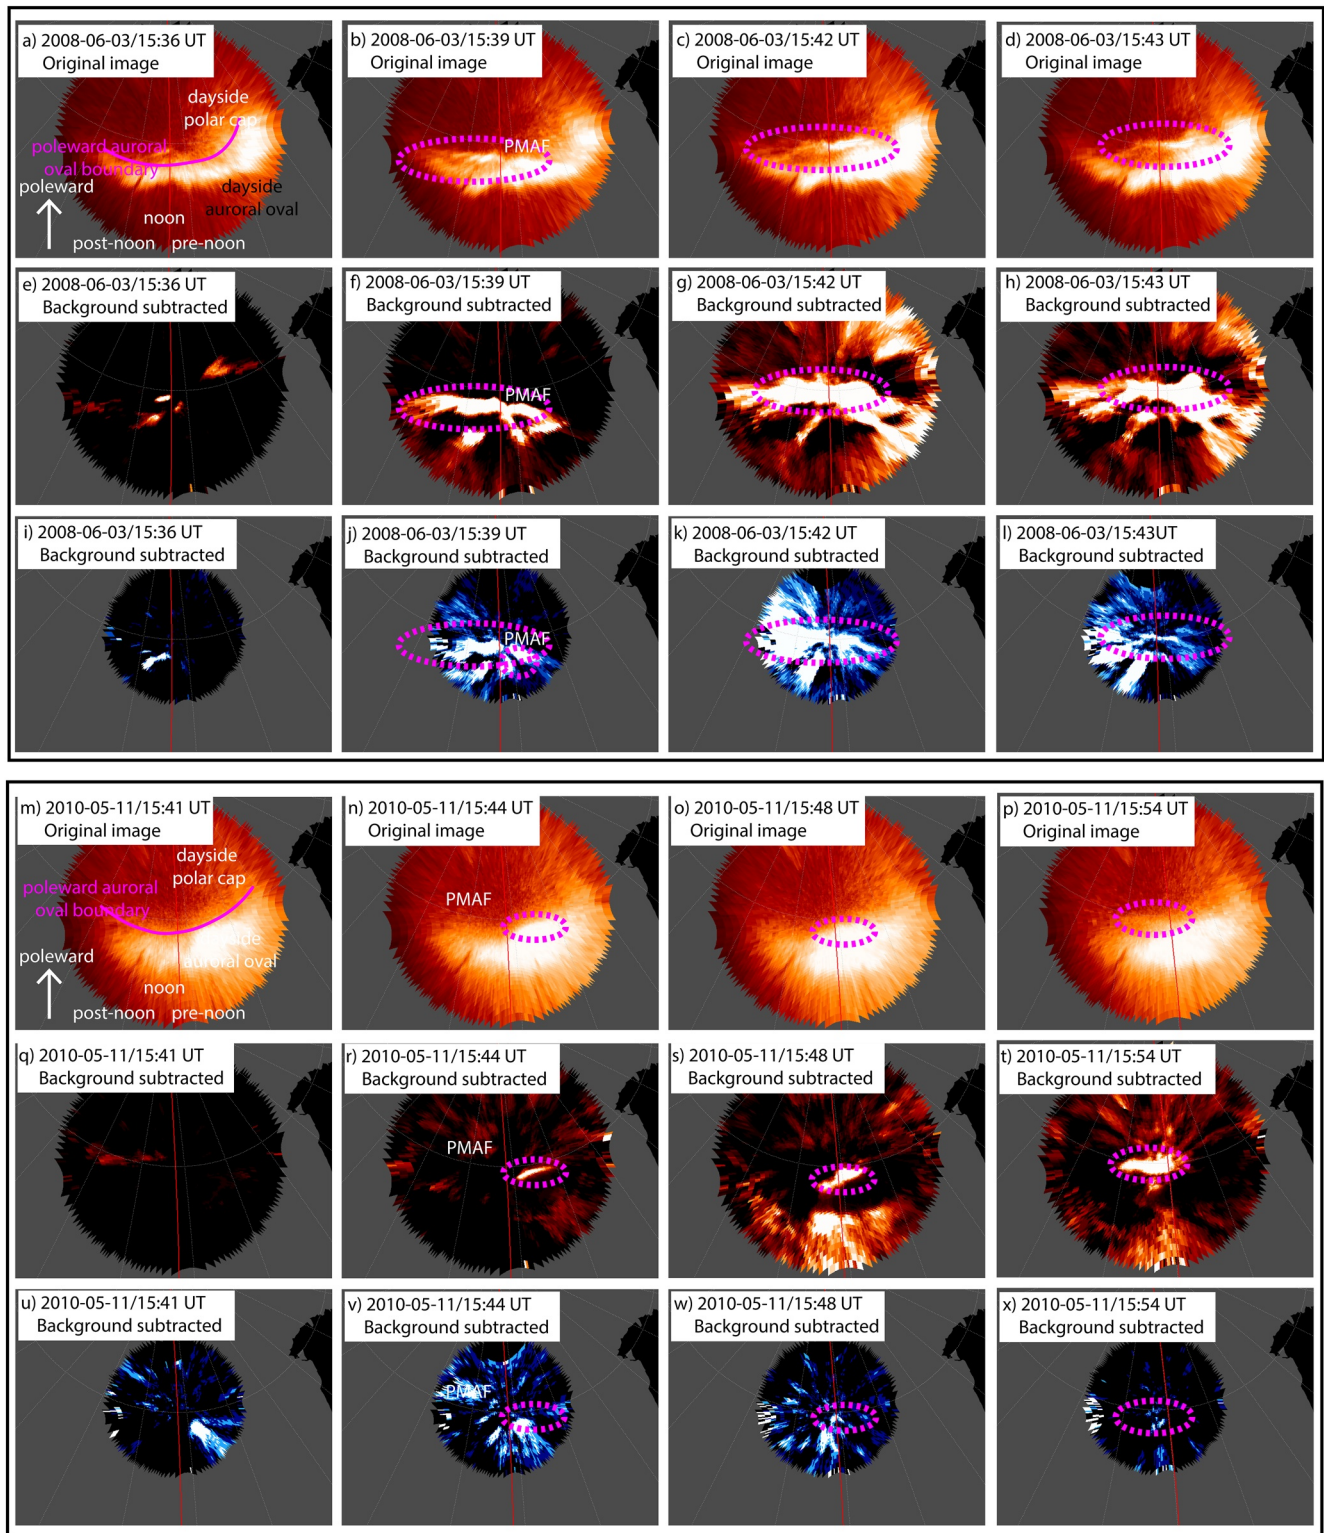 a) 2008-06-03/15:36 UT
Original image
dayside
polar cap
poleward auroral
oval boundary
poleward
dayside
auroral oval
noon
post-noon pre-noon
b) 2008-06-03/15:39 UT
Original image
PMAF
c) 2008-06-03/15:42 UT
Original image
d) 2008-06-03/15:43 UT
Original image
e) 2008-06-03/15:36 UT
Background subtracted
f) 2008-06-03/15:39 UT
Background subtracted
PMAF
g) 2008-06-03/15:42 UT
Background subtracted
h) 2008-06-03/15:43 UT
Background subtracted
i) 2008-06-03/15:36 UT
Background subtracted
j) 2008-06-03/15:39 UT
Background subtracted
PMAF
k) 2008-06-03/15:42 UT
Background subtracted
l) 2008-06-03/15:43UT
Background subtracted
m) 2010-05-11/15:41 UT
Original image
dayside
polar cap
poleward auroral
oval boundary
dayside
auroral oval
poleward
noon
post-noon pre-noon
n) 2010-05-11/15:44 UT
Original image
PMAF
o) 2010-05-11/15:48 UT
Original image
p) 2010-05-11/15:54 UT
Original image
q) 2010-05-11/15:41 UT
Background subtracted
r) 2010-05-11/15:44 UT
Background subtracted
PMAF
s) 2010-05-11/15:48 UT
Background subtracted
t) 2010-05-11/15:54 UT
Background subtracted
u) 2010-05-11/15:41 UT
Background subtracted
v) 2010-05-11/15:44 UT
Background subtracted
PMAF
w) 2010-05-11/15:48 UT
Background subtracted
x) 2010-05-11/15:54 UT
Background subtracted